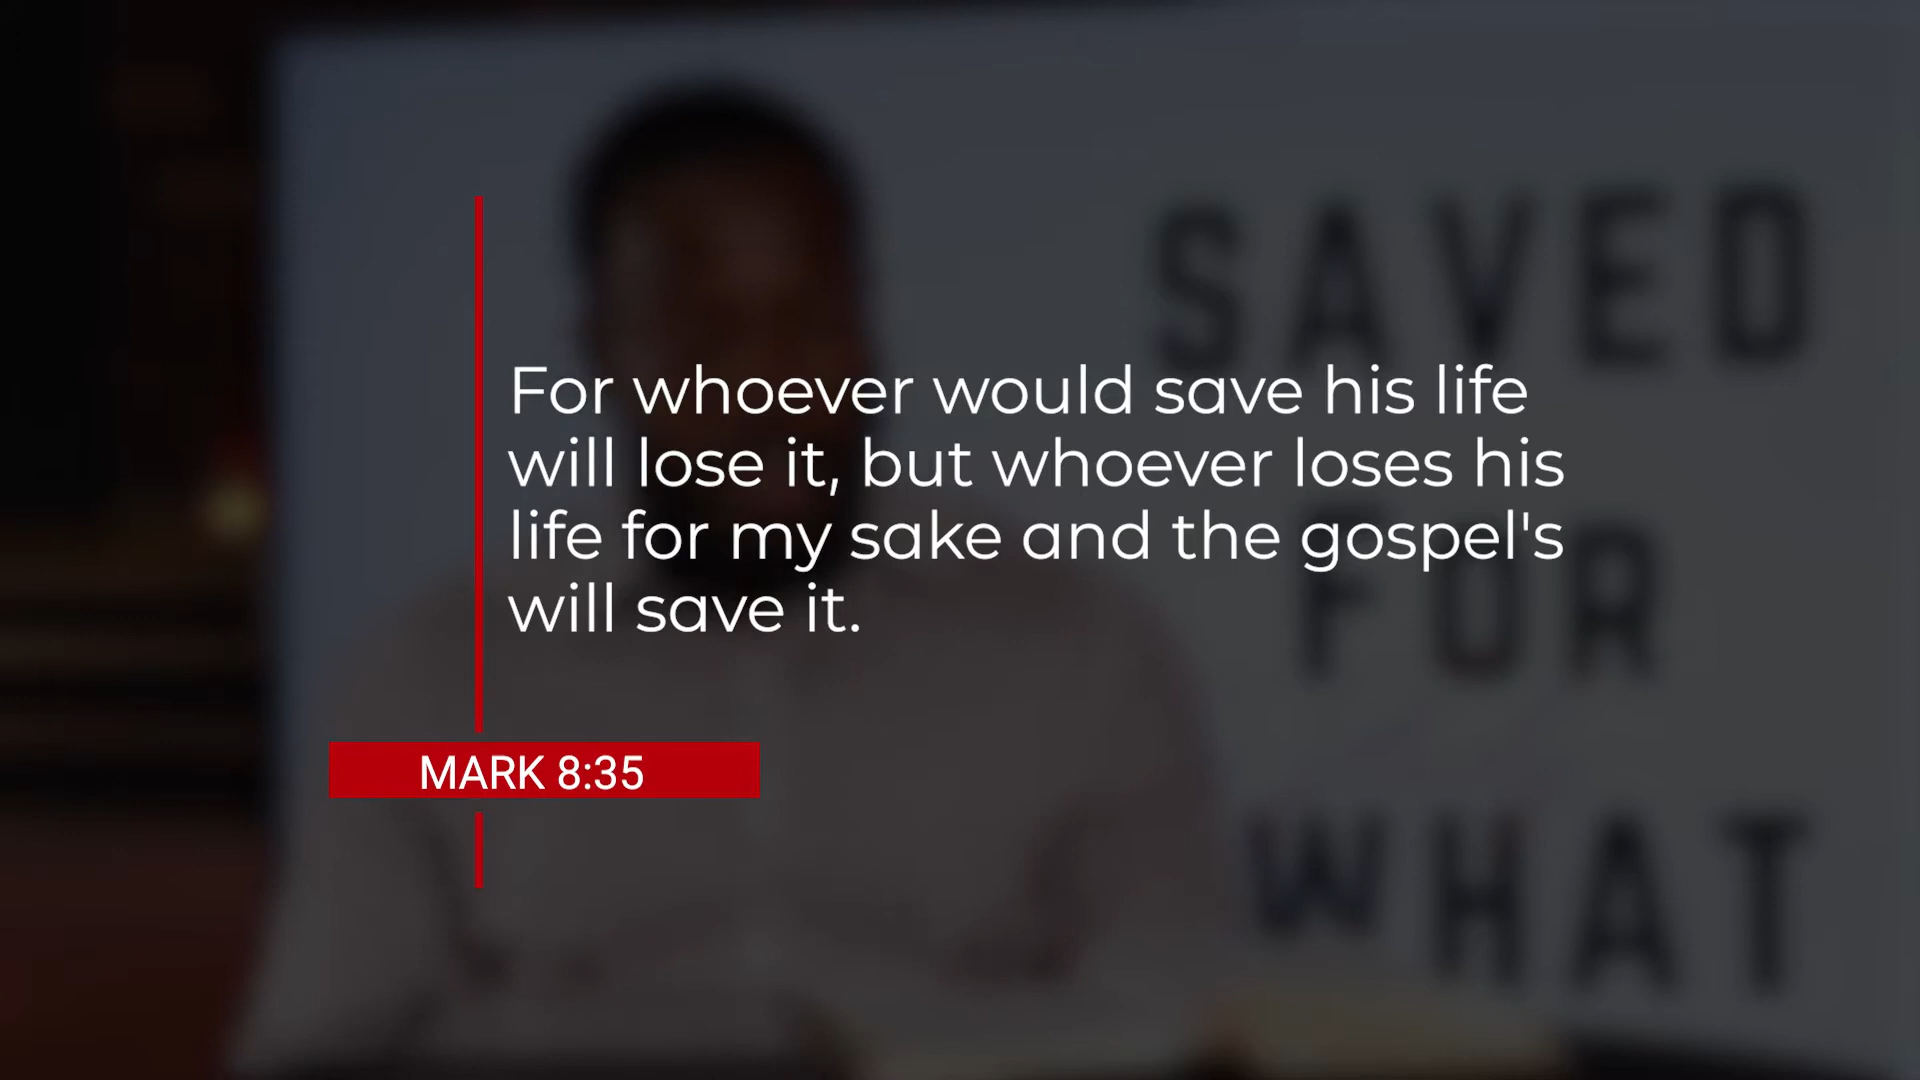 For whoever would save his life
will lose it, but whoever loses his
life for my sake and the gospel's
will save it.
MARK 8:35
SAVED
FOR
WHAT